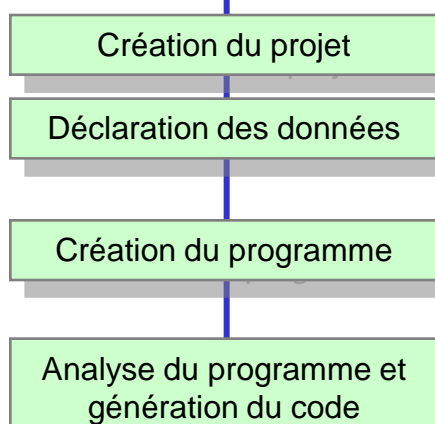 Création du projet
Déclaration des données
Création du programme
Analyse du programme et
génération du code